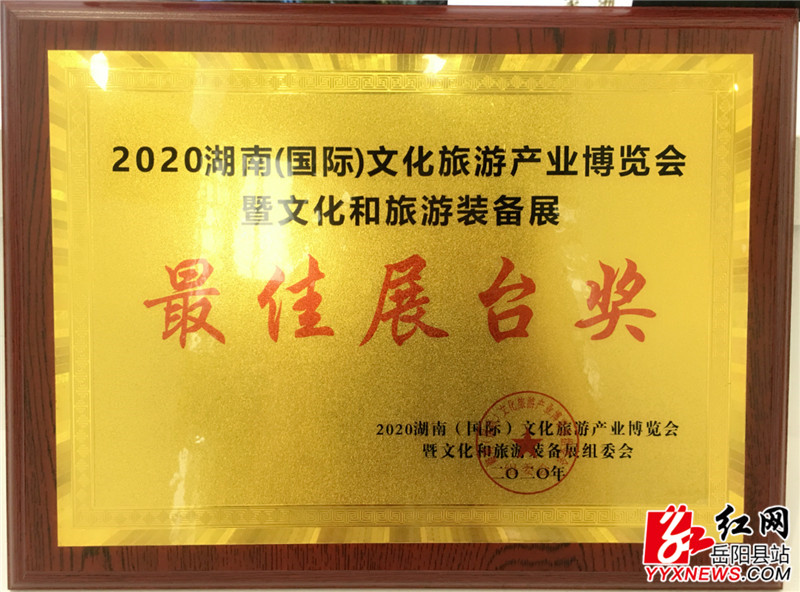 2020湖南(国际)文化旅游产业博览会
暨文化和旅游装备展
最佳展台奖
2020湖南（国际）文化旅游产业博览会
暨文化和旅游装备展组委会
二〇二〇年
红网
岳阳县站
YYXNEWS.COM